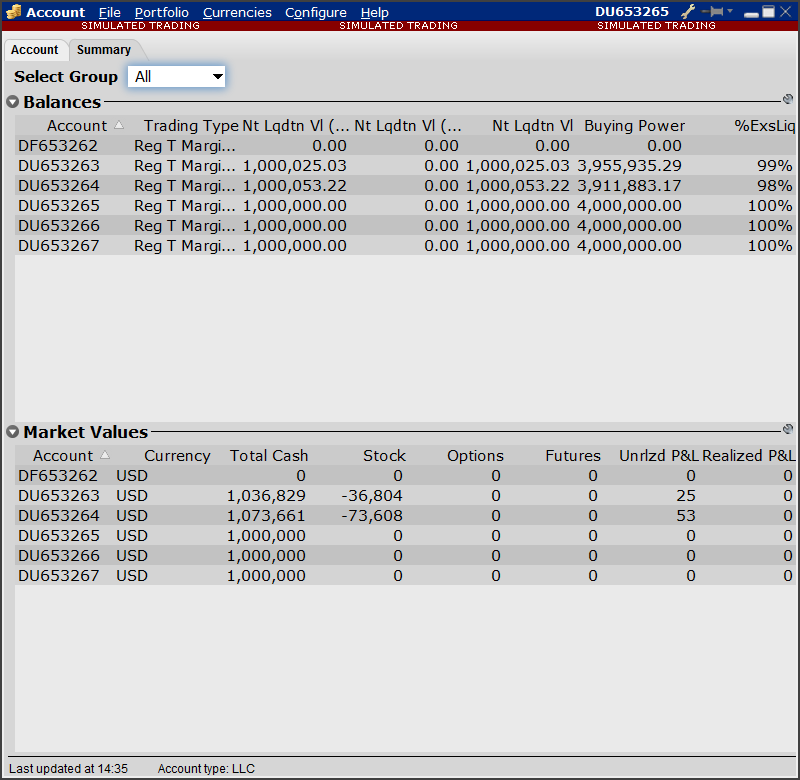 Account File Portfolio Currencies Configure Help DU653265
SIMULATED TRADING SIMULATED TRADING SIMULATED TRADING
Account Summary
Select Group All
Balances
Account Trading Type Nt Lqdtn Vl (... Nt Lqdtn Vl (... Nt Lqdtn Vl Buying Power %ExsLiq
DF653262 Reg T Margi... 0.00 0.00 0.00 0.00
DU653263 Reg T Margi... 1,000,025.03 0.00 1,000,025.03 3,955,935.29 99%
DU653264 Reg T Margi... 1,000,053.22 0.00 1,000,053.22 3,911,883.17 98%
DU653265 Reg T Margi... 1,000,000.00 0.00 1,000,000.00 4,000,000.00 100%
DU653266 Reg T Margi... 1,000,000.00 0.00 1,000,000.00 4,000,000.00 100%
DU653267 Reg T Margi... 1,000,000.00 0.00 1,000,000.00 4,000,000.00 100%
Market Values
Account Currency Total Cash Stock Options Futures Unrlzd P&L Realized P&L
DF653262 USD 0 0 0 0 0 0
DU653263 USD 1,036,829 -36,804 0 0 25 0
DU653264 USD 1,073,661 -73,608 0 0 53 0
DU653265 USD 1,000,000 0 0 0 0 0
DU653266 USD 1,000,000 0 0 0 0 0
DU653267 USD 1,000,000 0 0 0 0 0
Last updated at 14:35 Account type: LLC